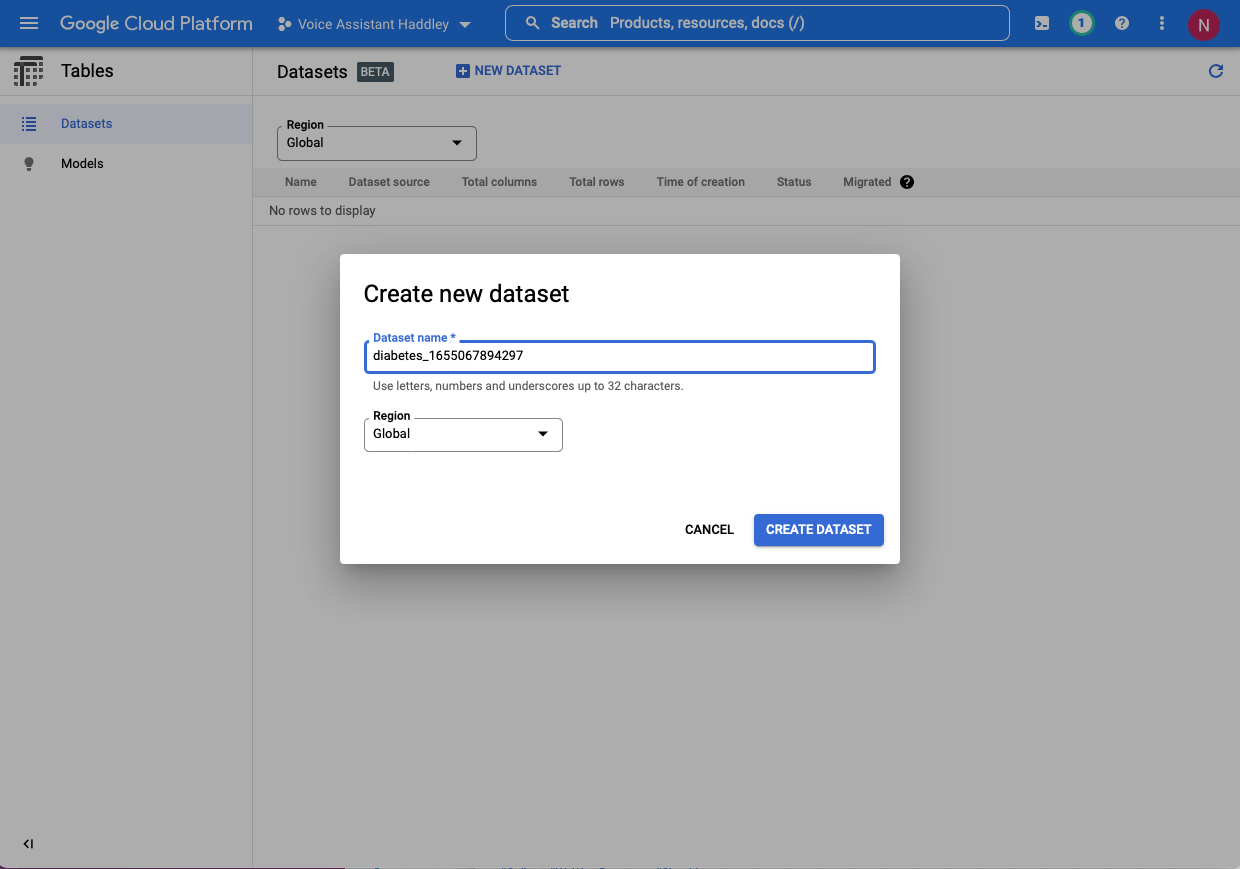 Google Cloud Platform
Voice Assistant Haddley
Search Products, resources, docs (/)
1
?
N
Tables
Datasets BETA
NEW DATASET
Datasets
Models
Region
Global
Name Dataset source Total columns Total rows Time of creation Status Migrated ?
No rows to display
Create new dataset
Dataset name *
diabetes_1655067894297
Use letters, numbers and underscores up to 32 characters.
Region
Global
CANCEL CREATE DATASET